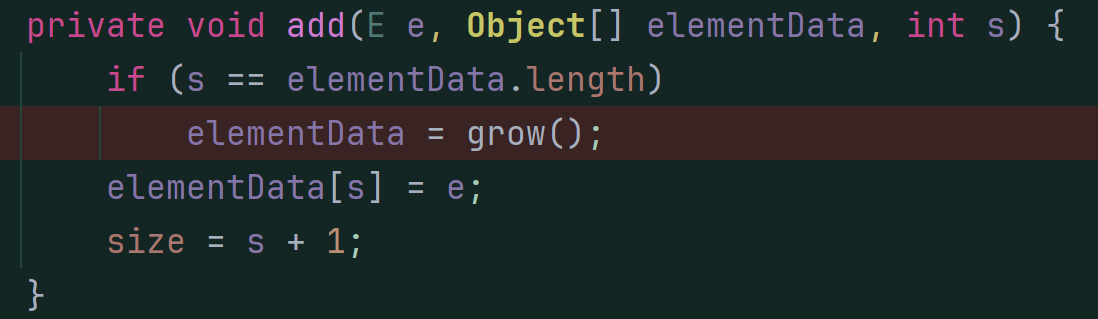 private void add(E e, Object[] elementData, int s) {
    if (s == elementData.length)
        elementData = grow();
    elementData[s] = e;
    size = s + 1;
}